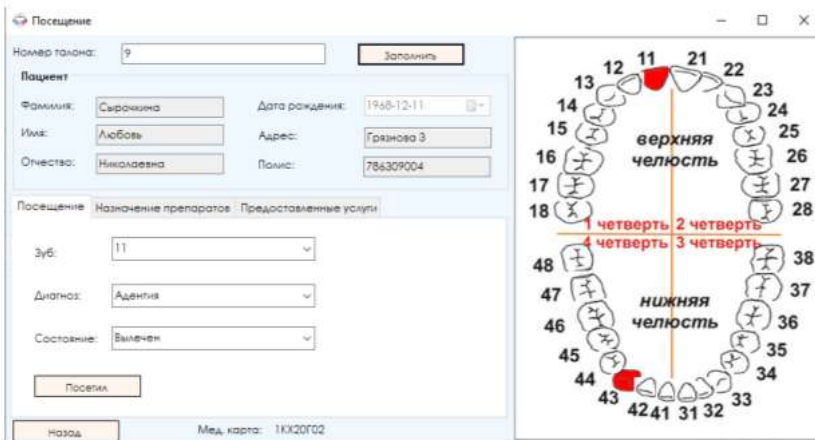 Посещение
Номер талона: 9 Заполнить
Пациент
Фамилия: Сырочкина Дата рождения: 1968-12-11
Имя: Любовь Адрес: Грязнова 3
Отчество: Николаевна Полис: 786309004
Посещение Назначение препаратов Предоставленные услуги
Зуб: 11
Диагноз: Адентия
Состояние: Вылечен
Посетил
Назад Мед. карта: 1КХ20Г02
11 21
12 22
13 23
14 24
15 25
верхняя
челюсть
16 26
17 27
18 28
1 четверть 2 четверть
4 четверть 3 четверть
48 38
47 37
нижняя
челюсть
46 36
45 35
44 34
43 33
42 41 31 32